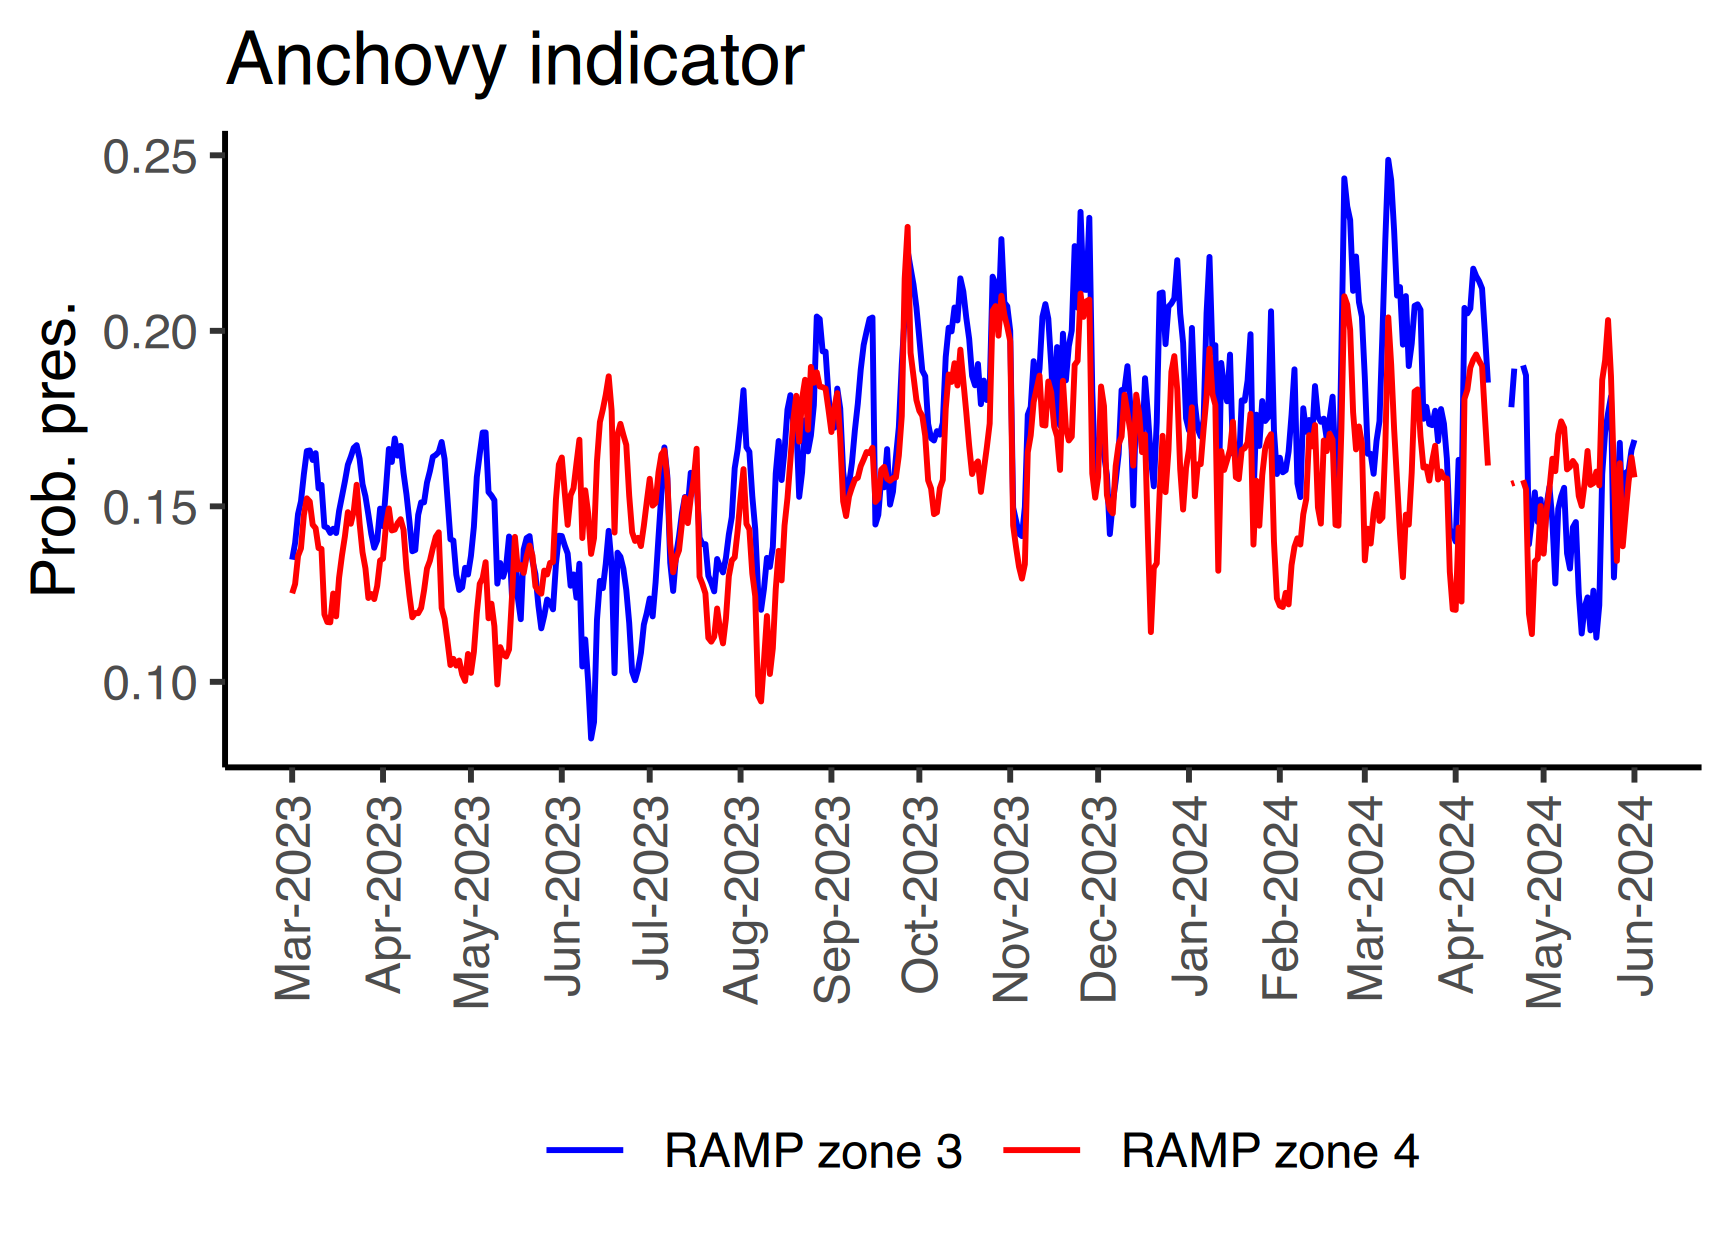 Anchovy indicator
Prob. pres.
0.25
0.20
0.15
0.10
Mar-2023
Apr-2023
May-2023
Jun-2023
Jul-2023
Aug-2023
Sep-2023
Oct-2023
Nov-2023
Dec-2023
Jan-2024
Feb-2024
Mar-2024
Apr-2024
May-2024
Jun-2024
RAMP zone 3 RAMP zone 4